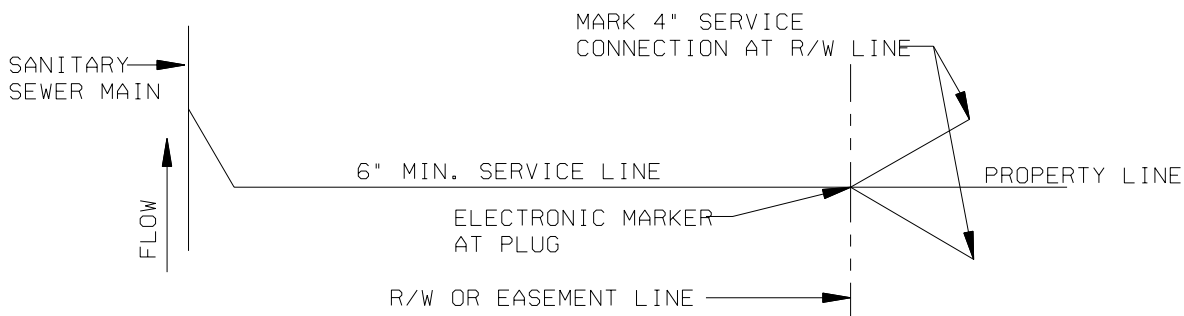 MARK 4" SERVICE
CONNECTION AT R/W LINE
SANITARY
SEWER MAIN
6" MIN. SERVICE LINE
PROPERTY LINE
ELECTRONIC MARKER
AT PLUG
FLOW
R/W OR EASEMENT LINE